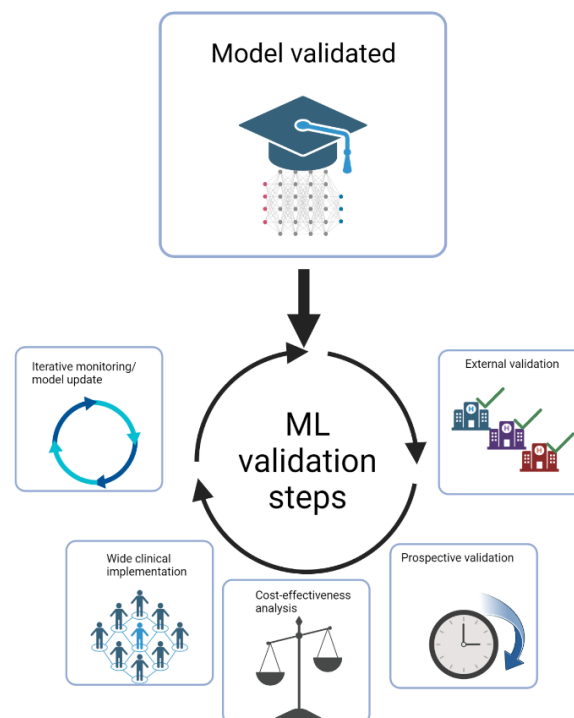 Model validated
Iterative monitoring/
model update
External validation
H
H
H
ML
validation
steps
Wide clinical
implementation
Cost-effectiveness
analysis
Prospective validation